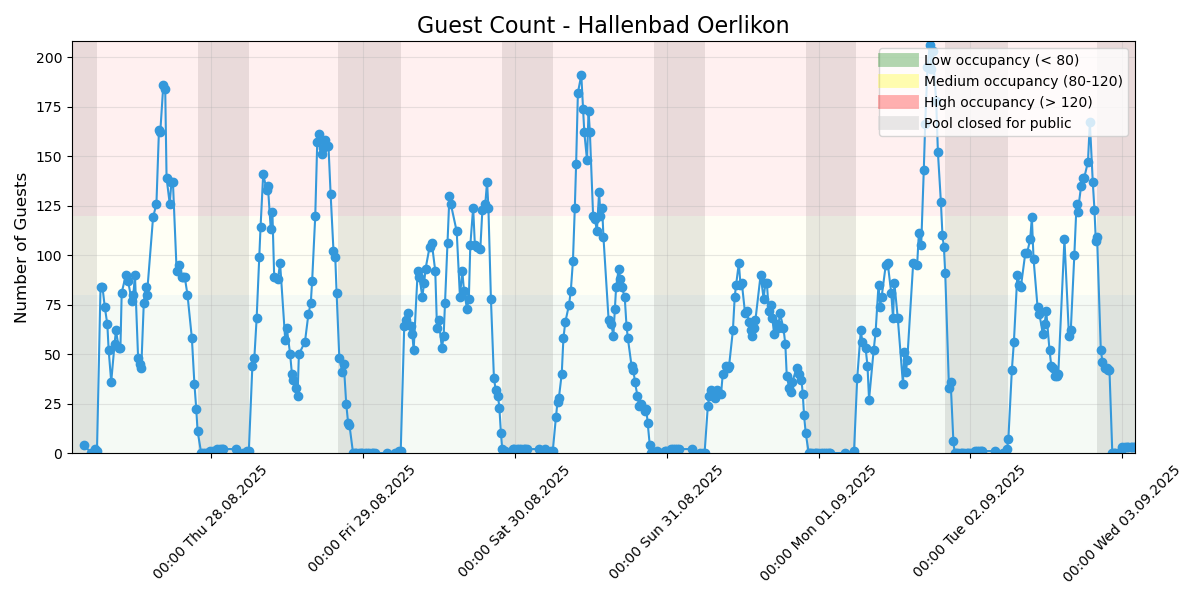 Guest Count - Hallenbad Oerlikon
Number of Guests
200
175
150
125
100
75
50
25
0
Low occupancy (< 80)
Medium occupancy (80-120)
High occupancy (> 120)
Pool closed for public
00:00 Thu 28.08.2025
00:00 Fri 29.08.2025
00:00 Sat 30.08.2025
00:00 Sun 31.08.2025
00:00 Mon 01.09.2025
00:00 Tue 02.09.2025
00:00 Wed 03.09.2025